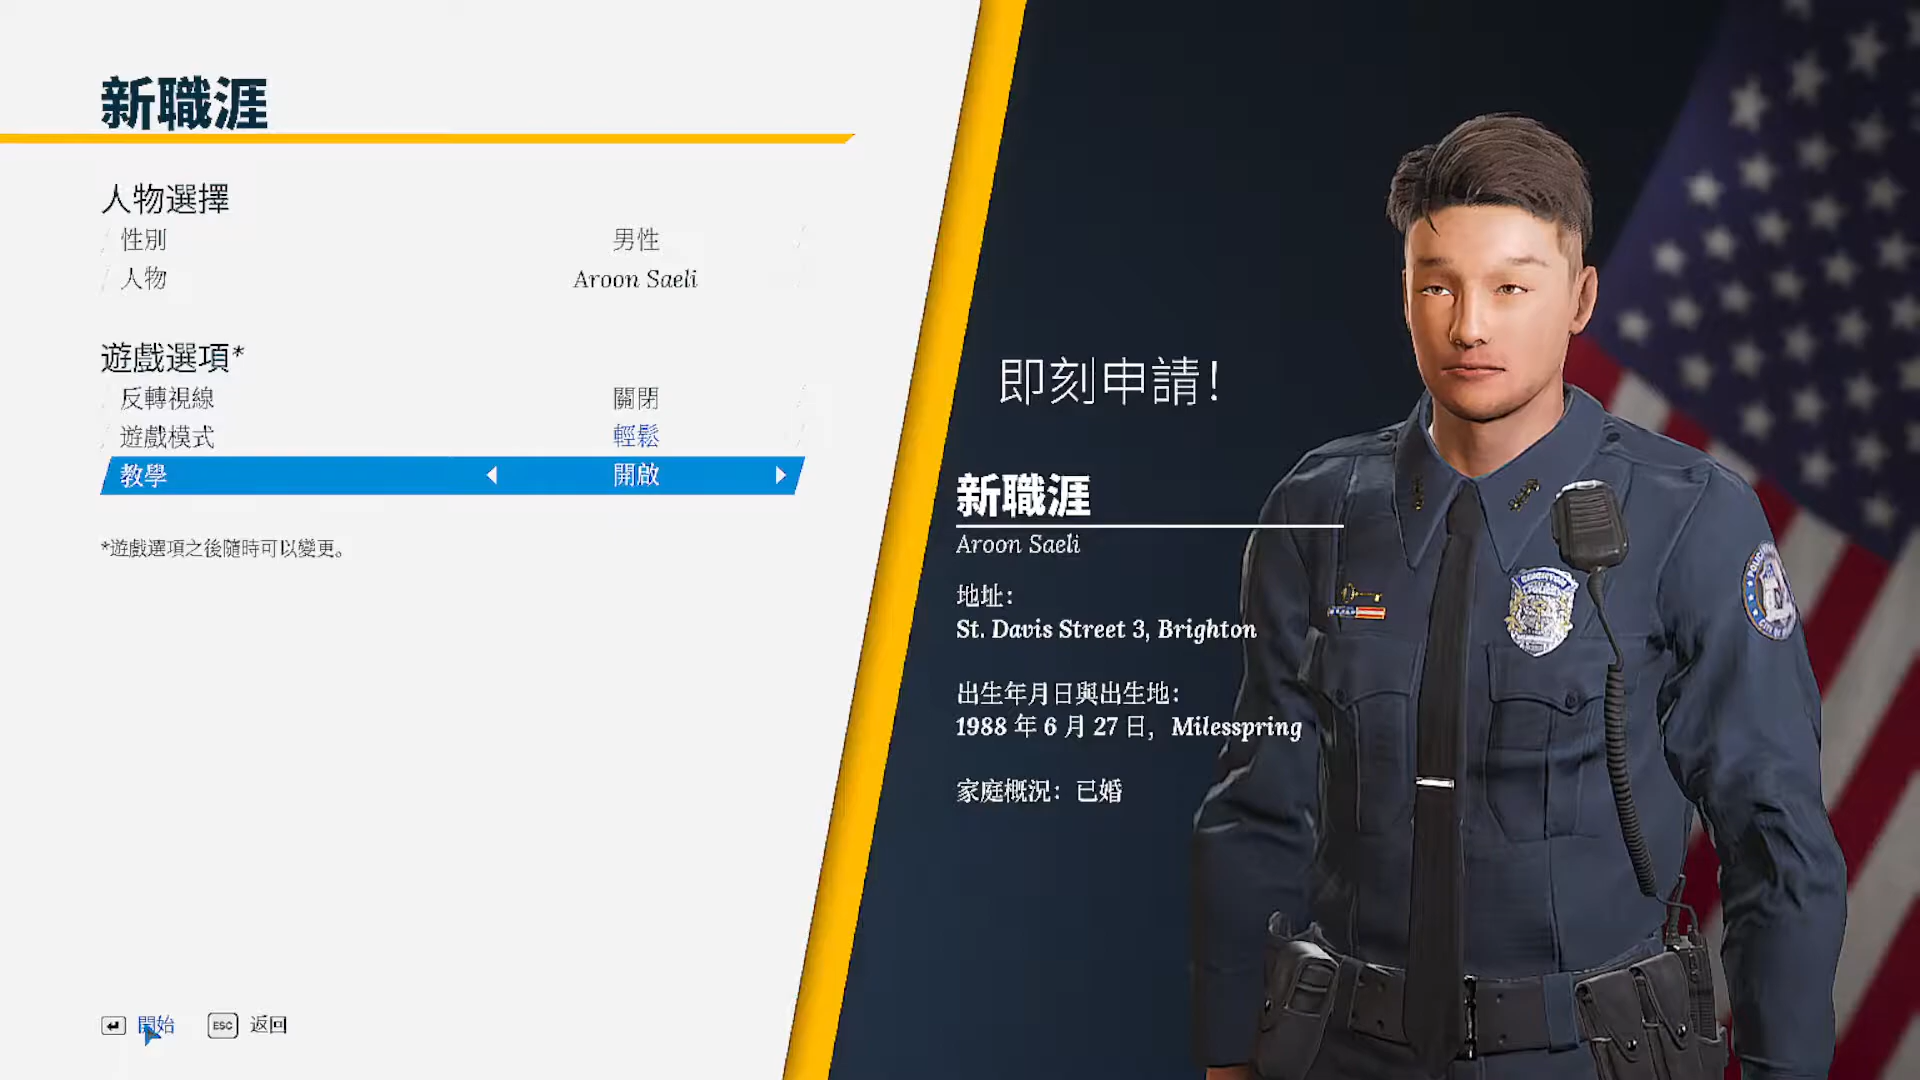 新職涯
人物選擇
性別 男性
人物 Aroon Saeli
遊戲選項*
反轉視線 關閉
遊戲模式 輕鬆
教學 開啟
*遊戲選項之後隨時可以變更。
開始 ESC 返回
即刻申請!
新職涯
Aroon Saeli
地址:
St. Davis Street 3, Brighton
出生年月日與出生地:
1988 年 6 月 27 日, Milesspring
家庭概況: 已婚